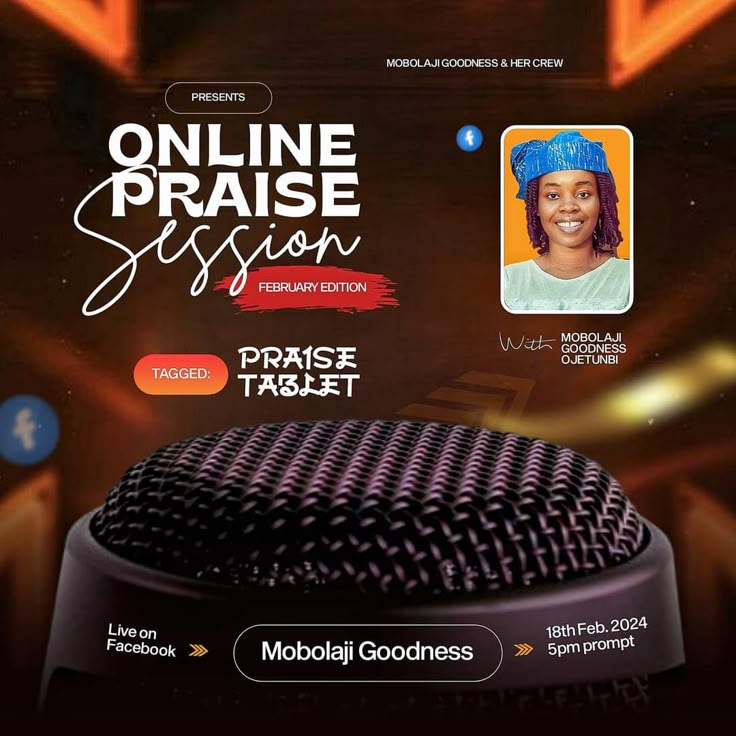 MOBOLAJI GOODNESS & HER CREW
PRESENTS
ONLINE
PRAISE
Session
FEBRUARY EDITION
TAGGED:
PRAISE
TABLET
With
MOBOLAJI
GOODNESS
OJETUNBI
Live on
Facebook
Mobolaji Goodness
18th Feb. 2024
5pm prompt